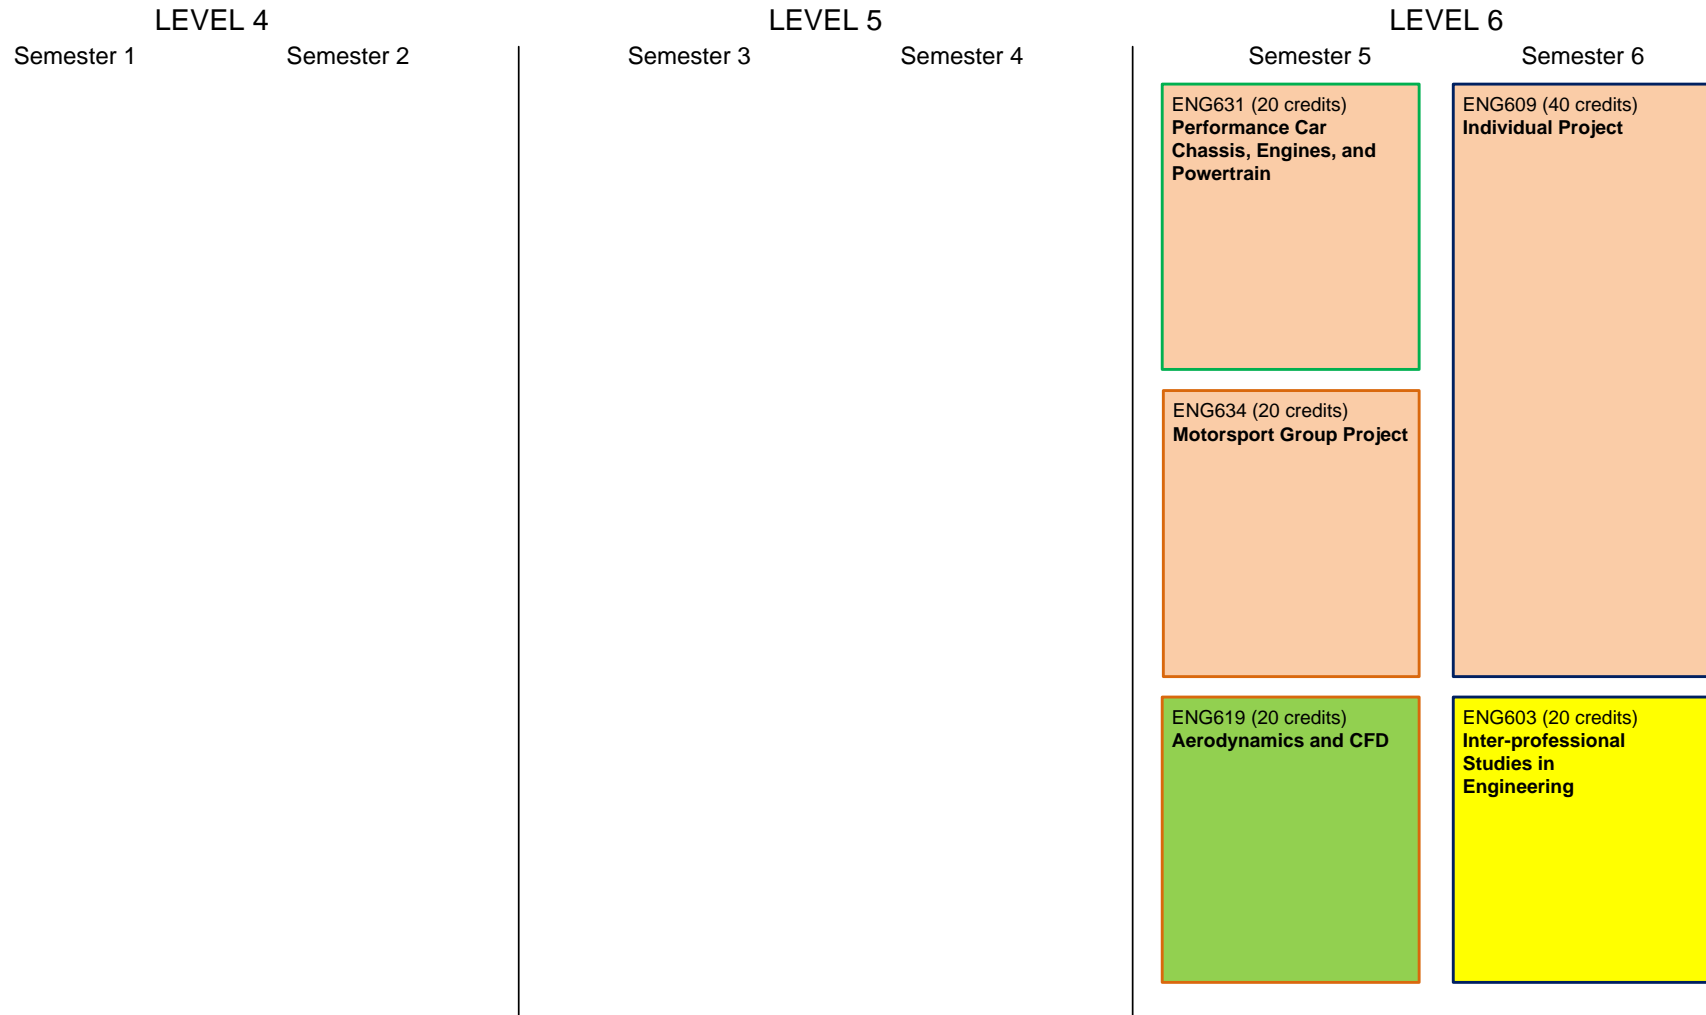 LEVEL 4
LEVEL 5
LEVEL 6
Semester 1
Semester 2
Semester 3
Semester 4
Semester 5
Semester 6
ENG631 (20 credits)
Performance Car
Chassis, Engines, and
Powertrain
ENG609 (40 credits)
Individual Project
ENG634 (20 credits)
Motorsport Group Project
ENG619 (20 credits)
Aerodynamics and CFD
ENG603 (20 credits)
Inter-professional
Studies in
Engineering